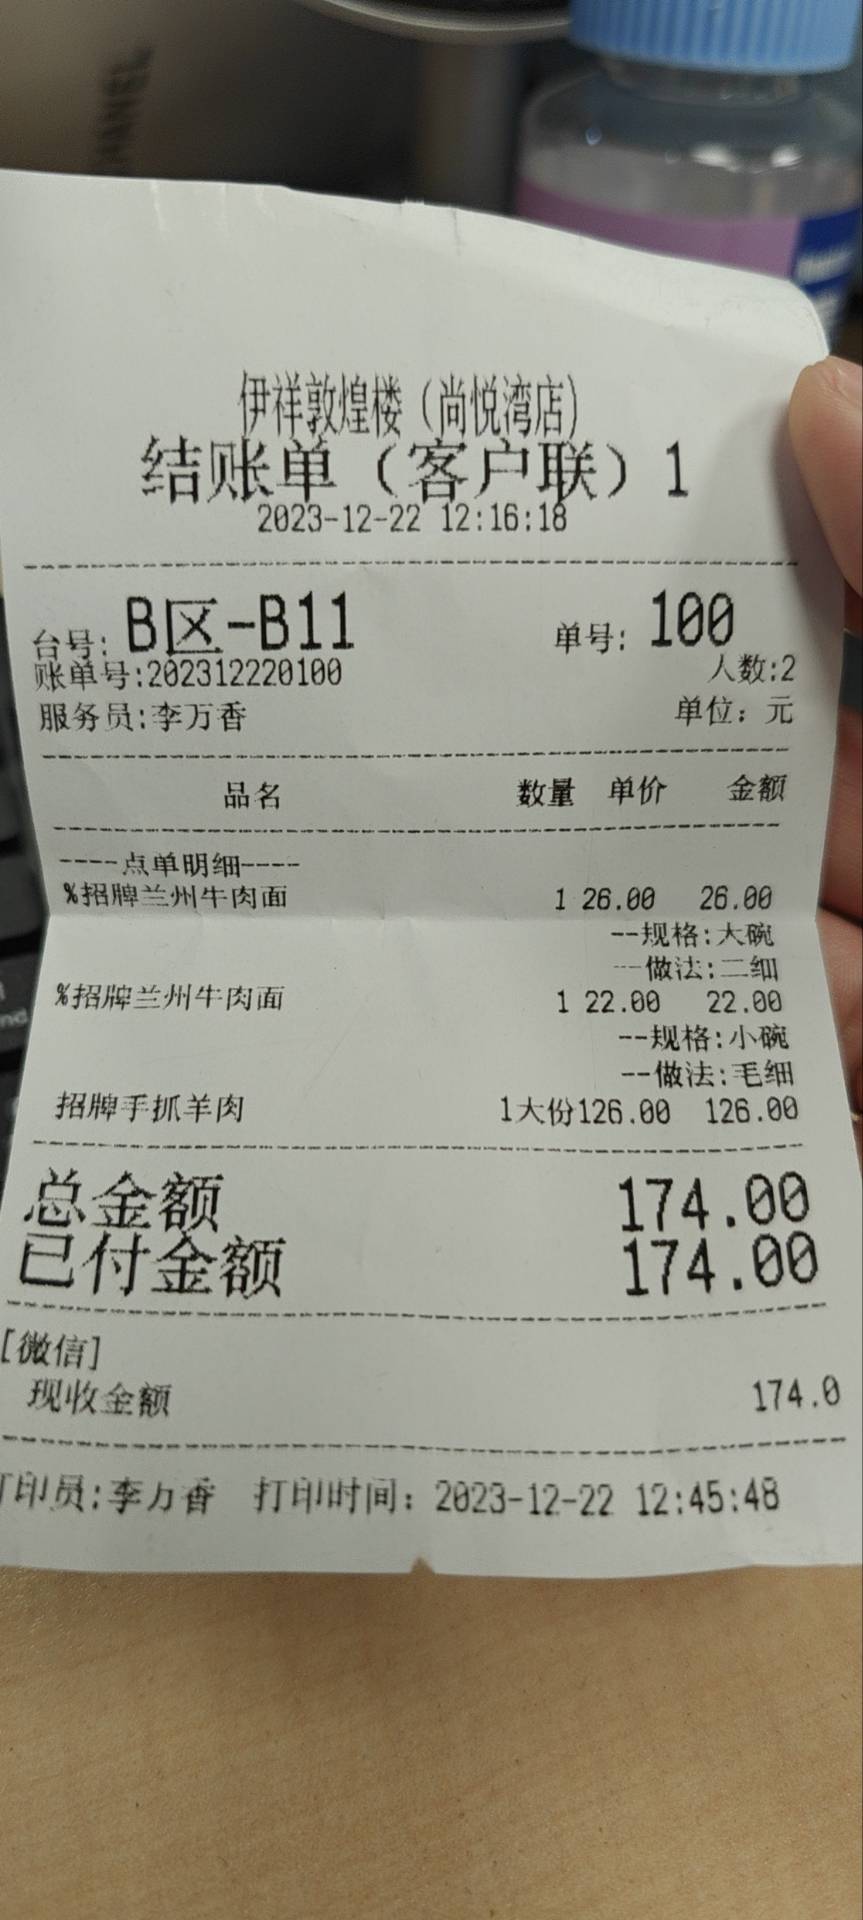 伊祥敦煌楼（尚悦湾店）
结账单（客户联）1
2023-12-22 12:16:18
台号: B区-B11 单号: 100
账单号:202312220100 人数:2
服务员:李万香 单位: 元
品名 数量 单价 金额
----点单明细----
%招牌兰州牛肉面 1 26.00 26.00
--规格:大碗
--做法:二细
%招牌兰州牛肉面 1 22.00 22.00
--规格:小碗
--做法:毛细
招牌手抓羊肉 1大份126.00 126.00
总金额 174.00
已付金额 174.00
[微信]
现收金额 174.0
打印员:李万香 打印时间: 2023-12-22 12:45:48